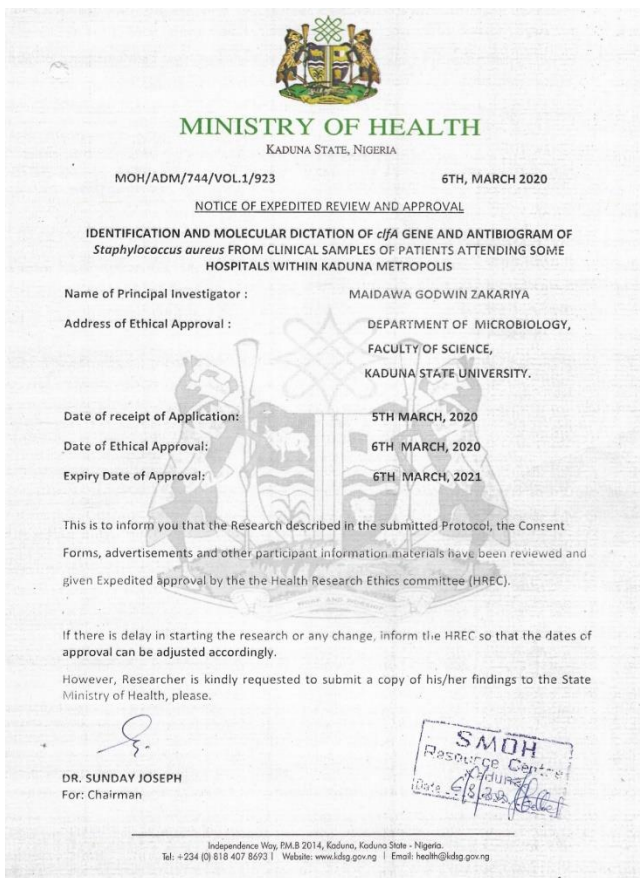 MINISTRY OF HEALTH
KADUNA STATE, NIGERIA
MOH/ADM/744/VOL.1/923 6TH, MARCH 2020
NOTICE OF EXPEDITED REVIEW AND APPROVAL
IDENTIFICATION AND MOLECULAR DICTATION OF clfA GENE AND ANTIBIOGRAM OF
Staphylococcus aureus FROM CLINICAL SAMPLES OF PATIENTS ATTENDING SOME
HOSPITALS WITHIN KADUNA METROPOLIS
Name of Principal Investigator : MAIDAWA GODWIN ZAKARIYA
Address of Ethical Approval : DEPARTMENT OF MICROBIOLOGY,
FACULTY OF SCIENCE,
KADUNA STATE UNIVERSITY.
Date of receipt of Application: 5TH MARCH, 2020
Date of Ethical Approval: 6TH MARCH, 2020
Expiry Date of Approval: 6TH MARCH, 2021
This is to inform you that the Research described in the submitted Protocol, the Consent
Forms, advertisements and other participant information materials have been reviewed and
given Expedited approval by the the Health Research Ethics committee (HREC).
If there is delay in starting the research or any change, inform the HREC so that the dates of
approval can be adjusted accordingly.
However, Researcher is kindly requested to submit a copy of his/her findings to the State
Ministry of Health, please.
SMOH
Resource Centre
Kaduna
Date
DR. SUNDAY JOSEPH
For: Chairman
Independence Way, P.M.B 2014, Kaduna, Kaduna State - Nigeria.
Tel: +234 (0) 818 407 8693 | Website: www.kdsg.gov.ng | Email: health@kdsg.gov.ng